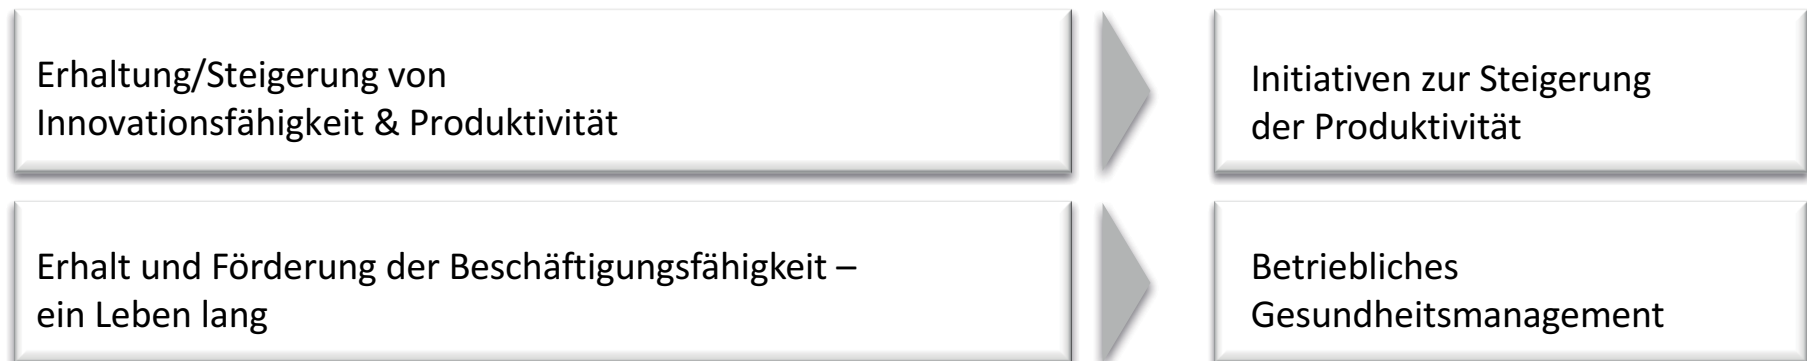 Erhaltung/Steigerung von
Innovationsfähigkeit & Produktivität
Initiativen zur Steigerung
der Produktivität
Erhalt und Förderung der Beschäftigungsfähigkeit –
ein Leben lang
Betriebliches
Gesundheitsmanagement